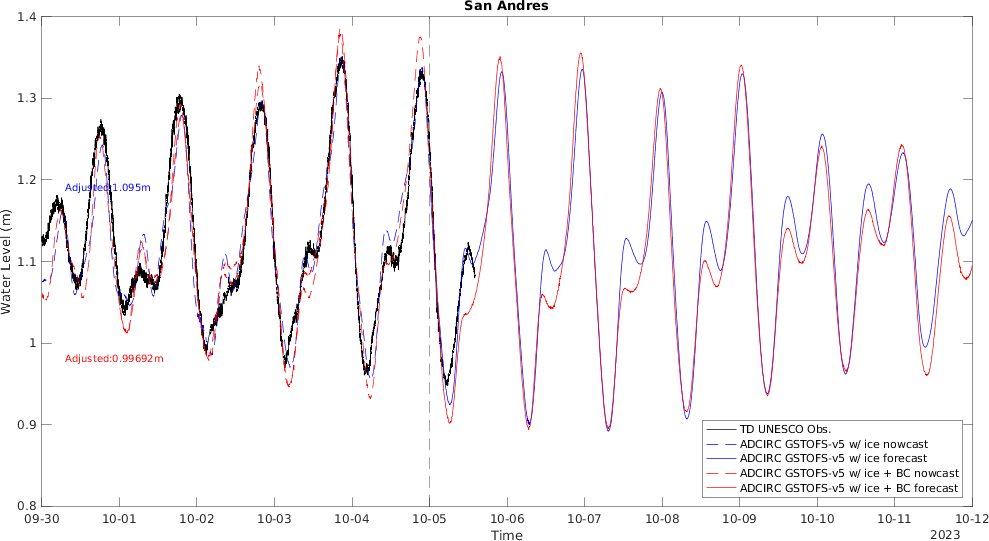 San Andres
1.4
1.3
1.2
1.1
1
0.9
0.8
Water Level (m)
Adjusted:1.095m
Adjusted:0.99692m
TD UNESCO Obs.
ADCIRC GSTOFS-v5 w/ ice nowcast
ADCIRC GSTOFS-v5 w/ ice forecast
ADCIRC GSTOFS-v5 w/ ice + BC nowcast
ADCIRC GSTOFS-v5 w/ ice + BC forecast
09-30 10-01 10-02 10-03 10-04 10-05 10-06 10-07 10-08 10-09 10-10 10-11 10-12
Time
2023